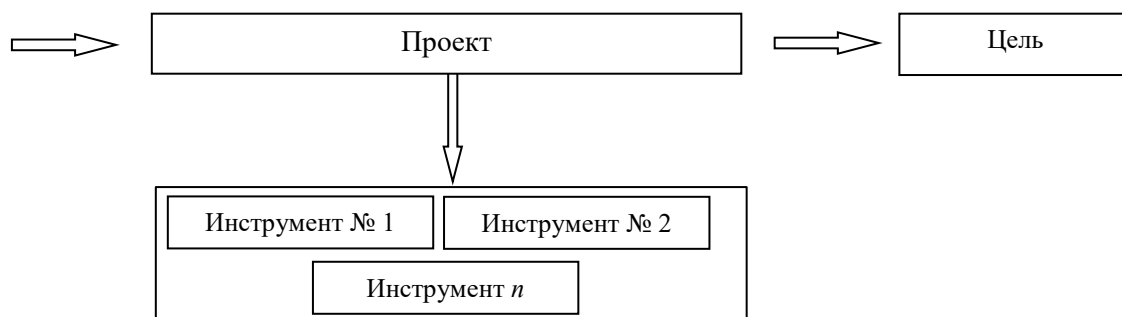 Проект
Цель
Инструмент № 1
Инструмент № 2
Инструмент n